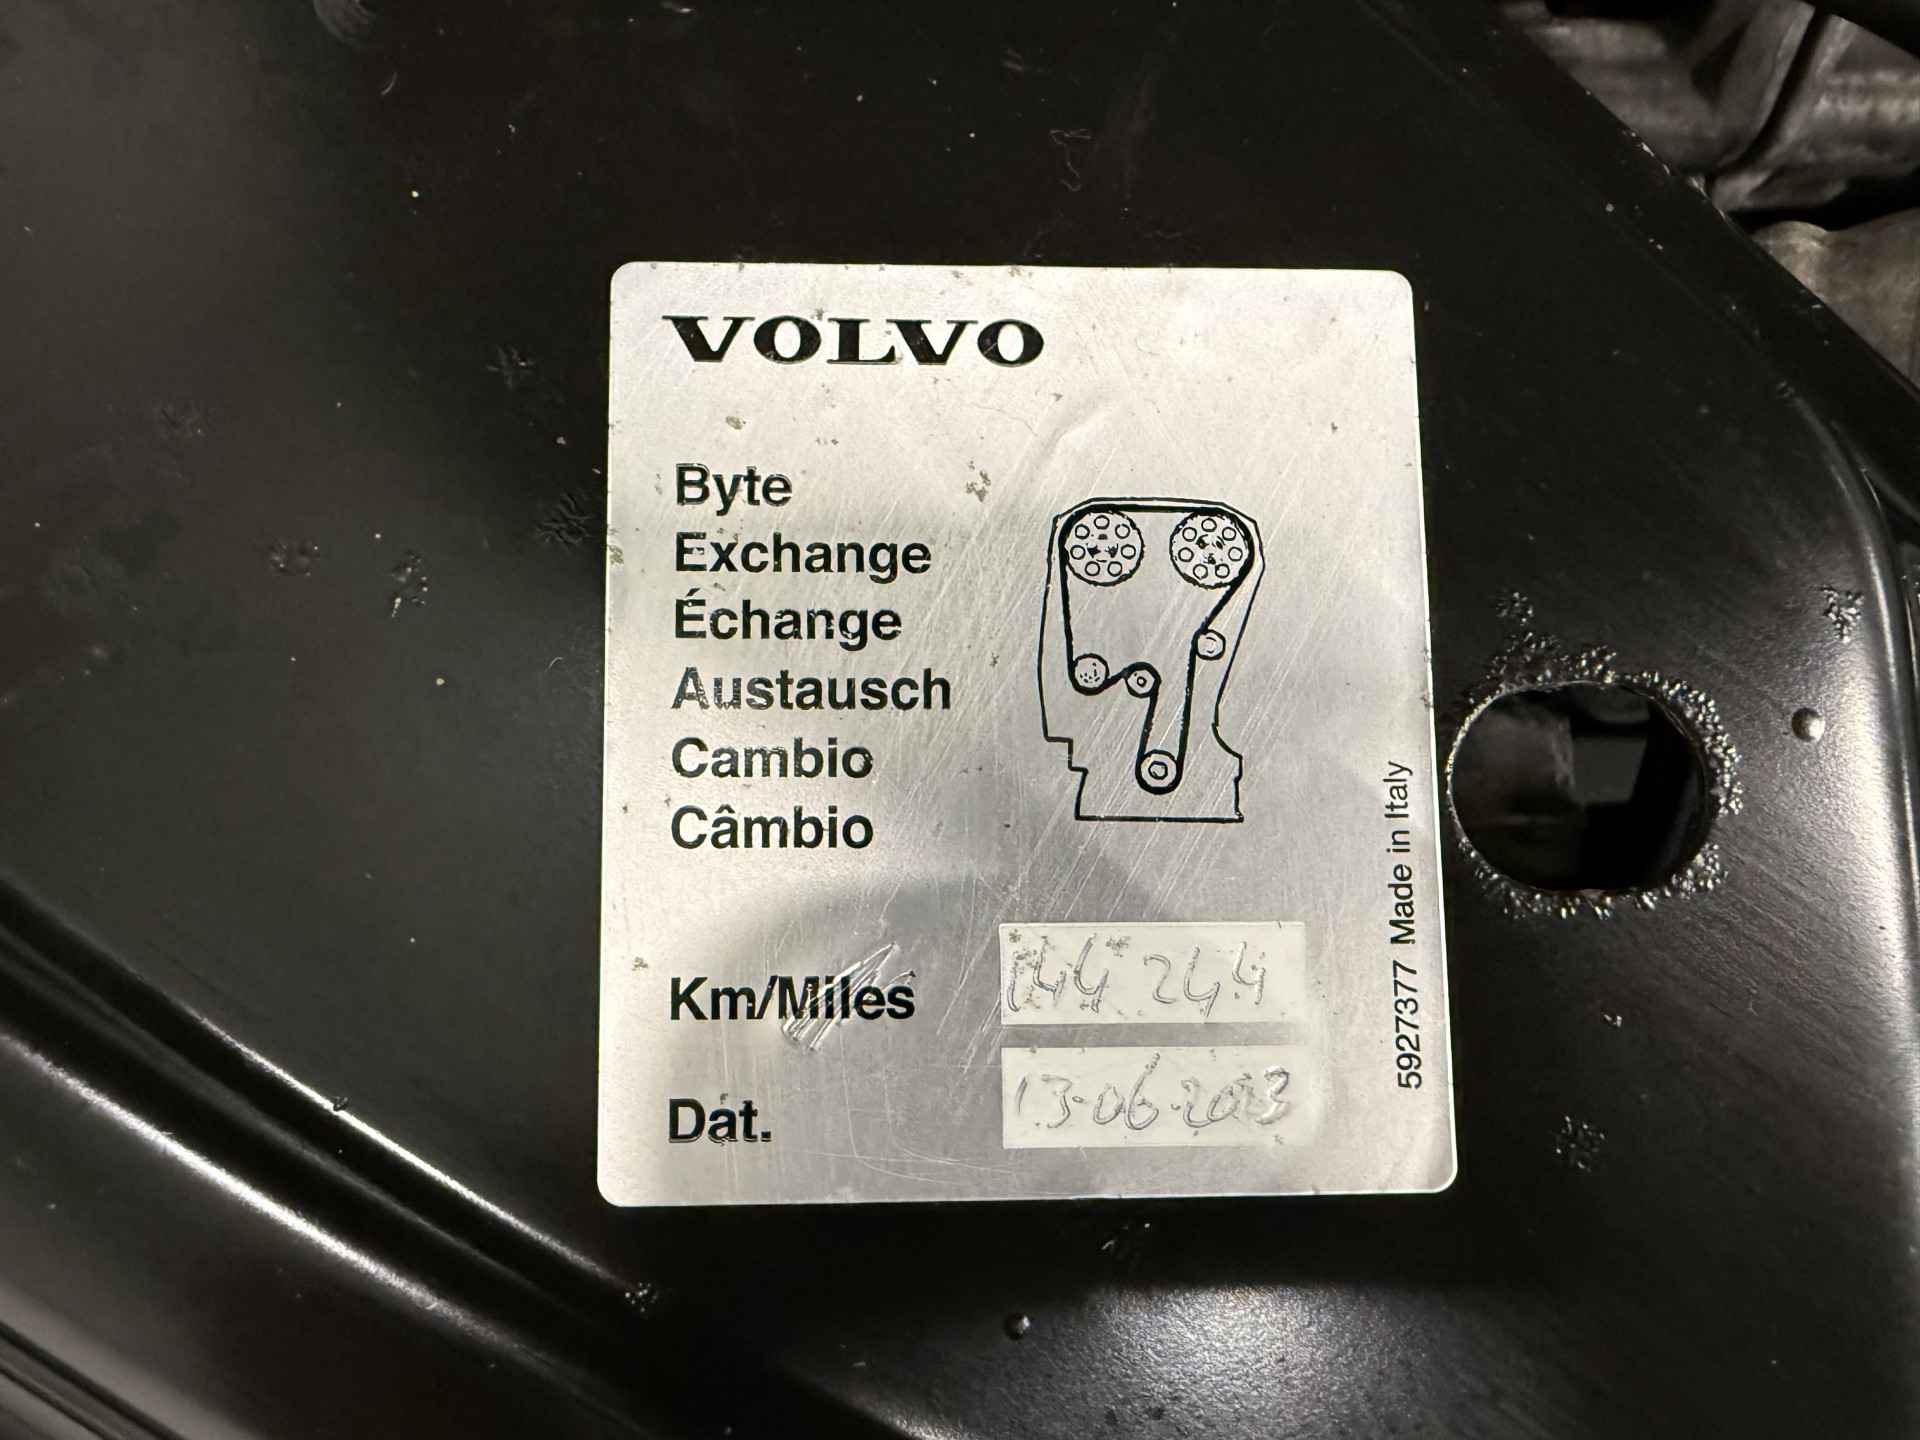 VOLVO
Byte
Exchange
Échange
Austausch
Cambio
Câmbio
Km/Miles 144 244
Dat. 13-06-2013
5927377 Made in Italy